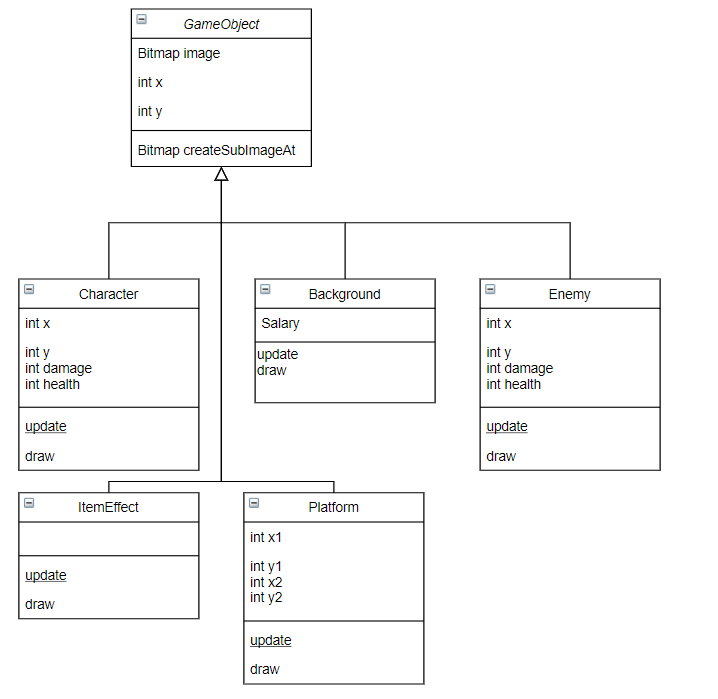 GameObject
Bitmap image
int x
int y
Bitmap createSubImageAt
Character
int x
int y
int damage
int health
update
draw
Background
Salary
update
draw
Enemy
int x
int y
int damage
int health
update
draw
ItemEffect
update
draw
Platform
int x1
int y1
int x2
int y2
update
draw